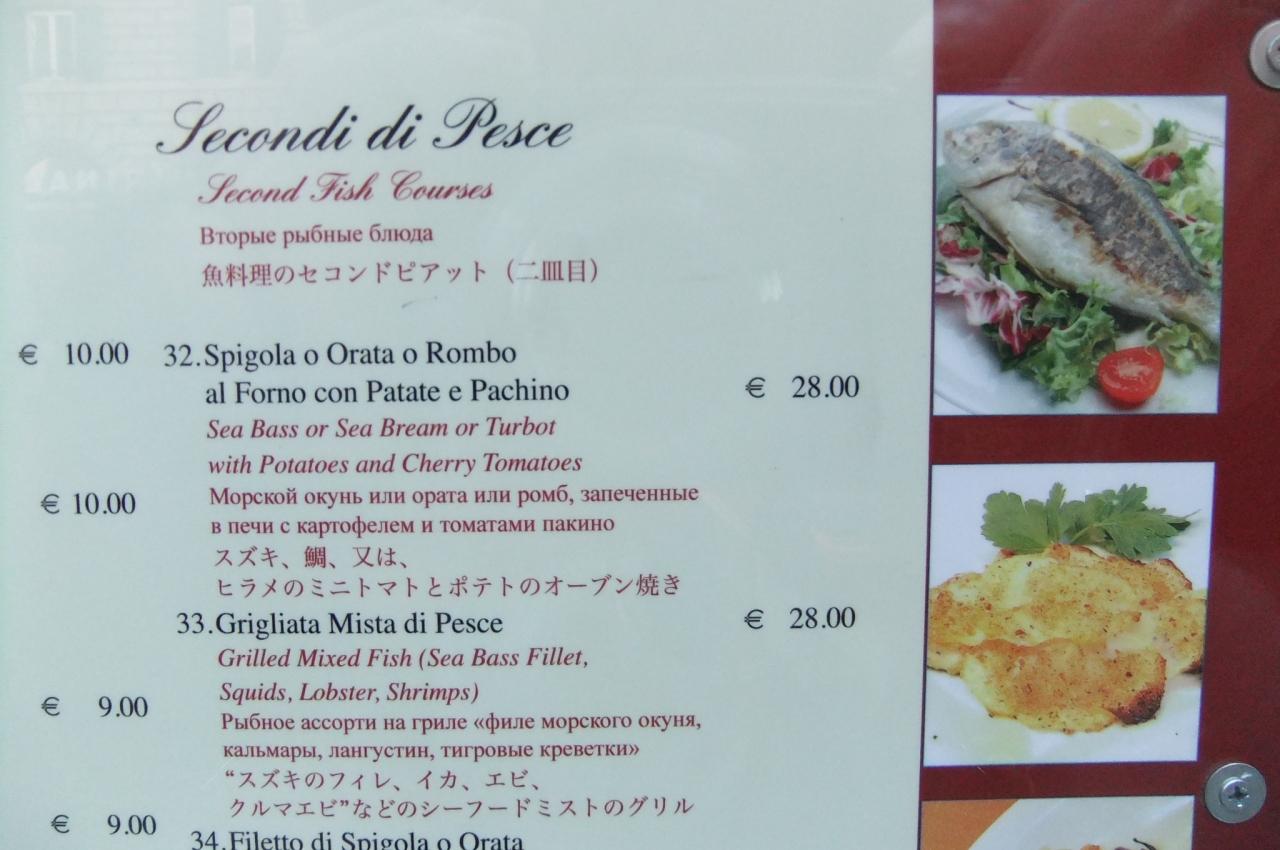 Secondi di Pesce
Second Fish Courses
Вторые рыбные блюда
魚料理のセコンドピアット（二皿目）
€ 10.00
32.Spigola o Orata o Rombo
al Forno con Patate e Pachino € 28.00
Sea Bass or Sea Bream or Turbot
with Potatoes and Cherry Tomatoes
€ 10.00
Морской окунь или ората или ромб, запеченные
в печи с картофелем и томатами пакино
スズキ、鯛、又は、
ヒラメのミニトマトとポテトのオーブン焼き
33.Grigliata Mista di Pesce € 28.00
Grilled Mixed Fish (Sea Bass Fillet,
Squids, Lobster, Shrimps)
€ 9.00
Рыбное ассорти на гриле «филе морского окуня,
кальмары, лангустин, тигровые креветки»
“スズキのフィレ、イカ、エビ、
クルマエビ”などのシーフードミストのグリル
€ 9.00
34.Filetto di Spigola o Orata